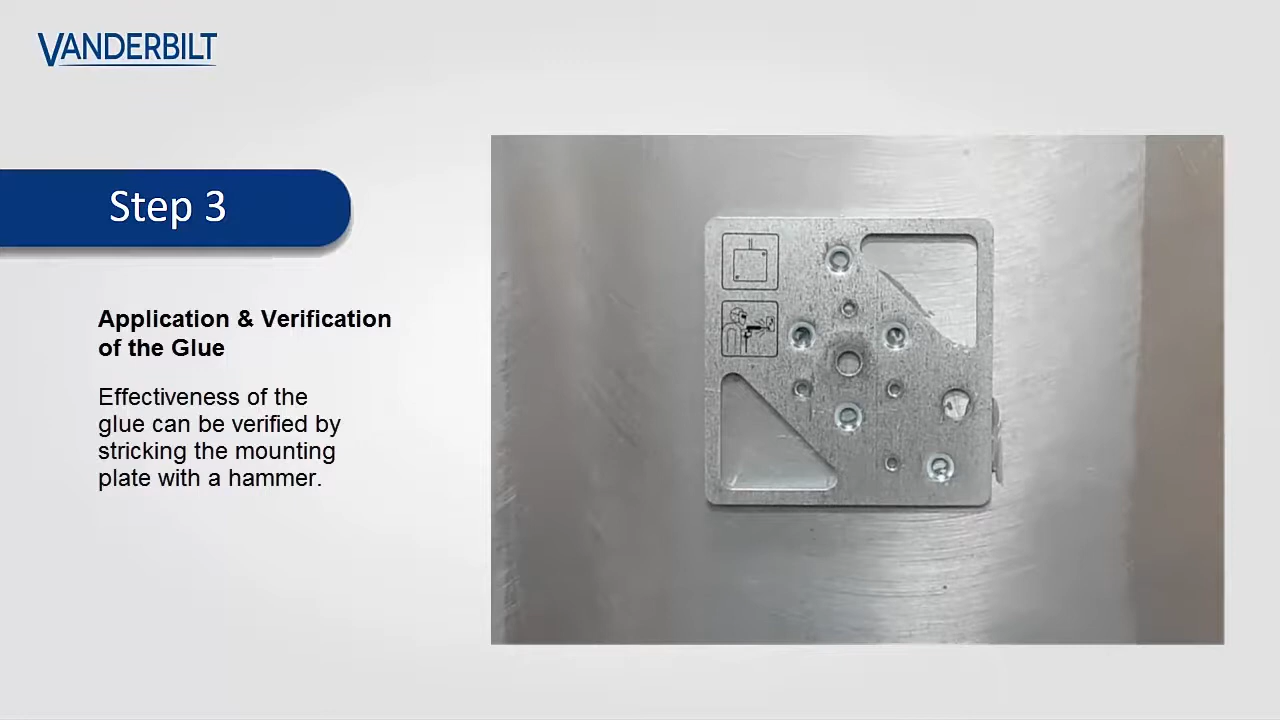 VANDERBILT
Step 3
Application & Verification
of the Glue
Effectiveness of the
glue can be verified by
stricking the mounting
plate with a hammer.